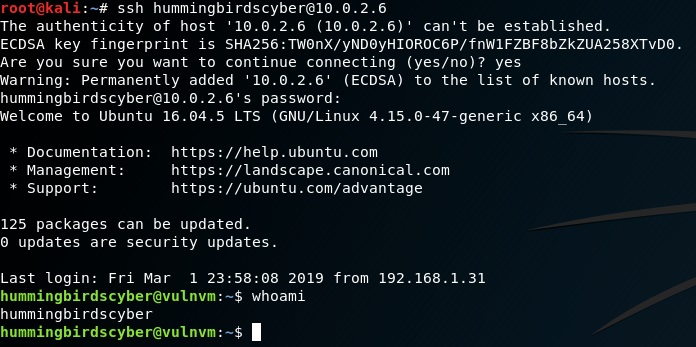 root@kali:~# ssh hummingbirdscyber@10.0.2.6
The authenticity of host '10.0.2.6 (10.0.2.6)' can't be established.
ECDSA key fingerprint is SHA256:TW0nX/yND0yHIOROC6P/fnW1FZBF8bZkZUA258XTvD0.
Are you sure you want to continue connecting (yes/no)? yes
Warning: Permanently added '10.0.2.6' (ECDSA) to the list of known hosts.
hummingbirdscyber@10.0.2.6's password:
Welcome to Ubuntu 16.04.5 LTS (GNU/Linux 4.15.0-47-generic x86_64)
* Documentation:  https://help.ubuntu.com
* Management:     https://landscape.canonical.com
* Support:        https://ubuntu.com/advantage
125 packages can be updated.
0 updates are security updates.
Last login: Fri Mar  1 23:58:08 2019 from 192.168.1.31
hummingbirdscyber@vulnvm:~$ whoami
hummingbirdscyber
hummingbirdscyber@vulnvm:~$